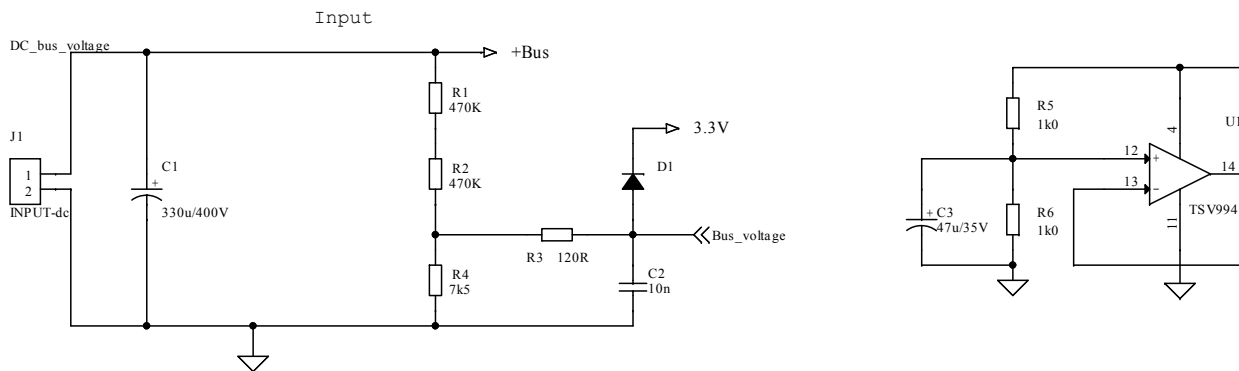 Input
DC_bus_voltage
+Bus
R1
470K
3.3V
J1
R2
470K
D1
C1
+
1
2
INPUT-dc
330u/400V
Bus_voltage
R3 120R
R4
7k5
C2
10n
R5
1k0
4
U1
12
+
14
13
−
TSV994
+ C3
47u/35V
R6
1k0
11